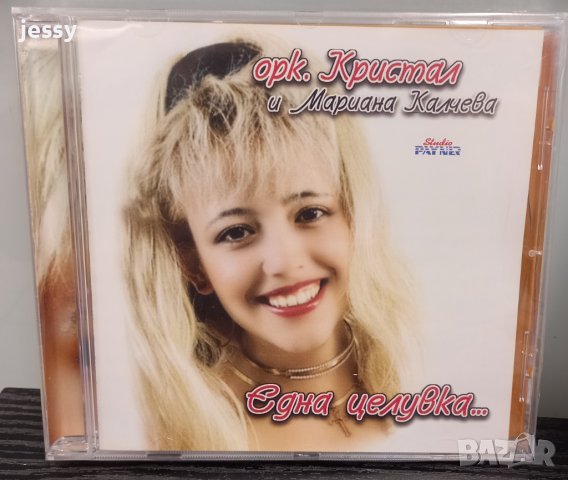 jessy
орк. Кристал
и Мариана Калчева
Studio
PAYNER
Една целувка...
BAZAR